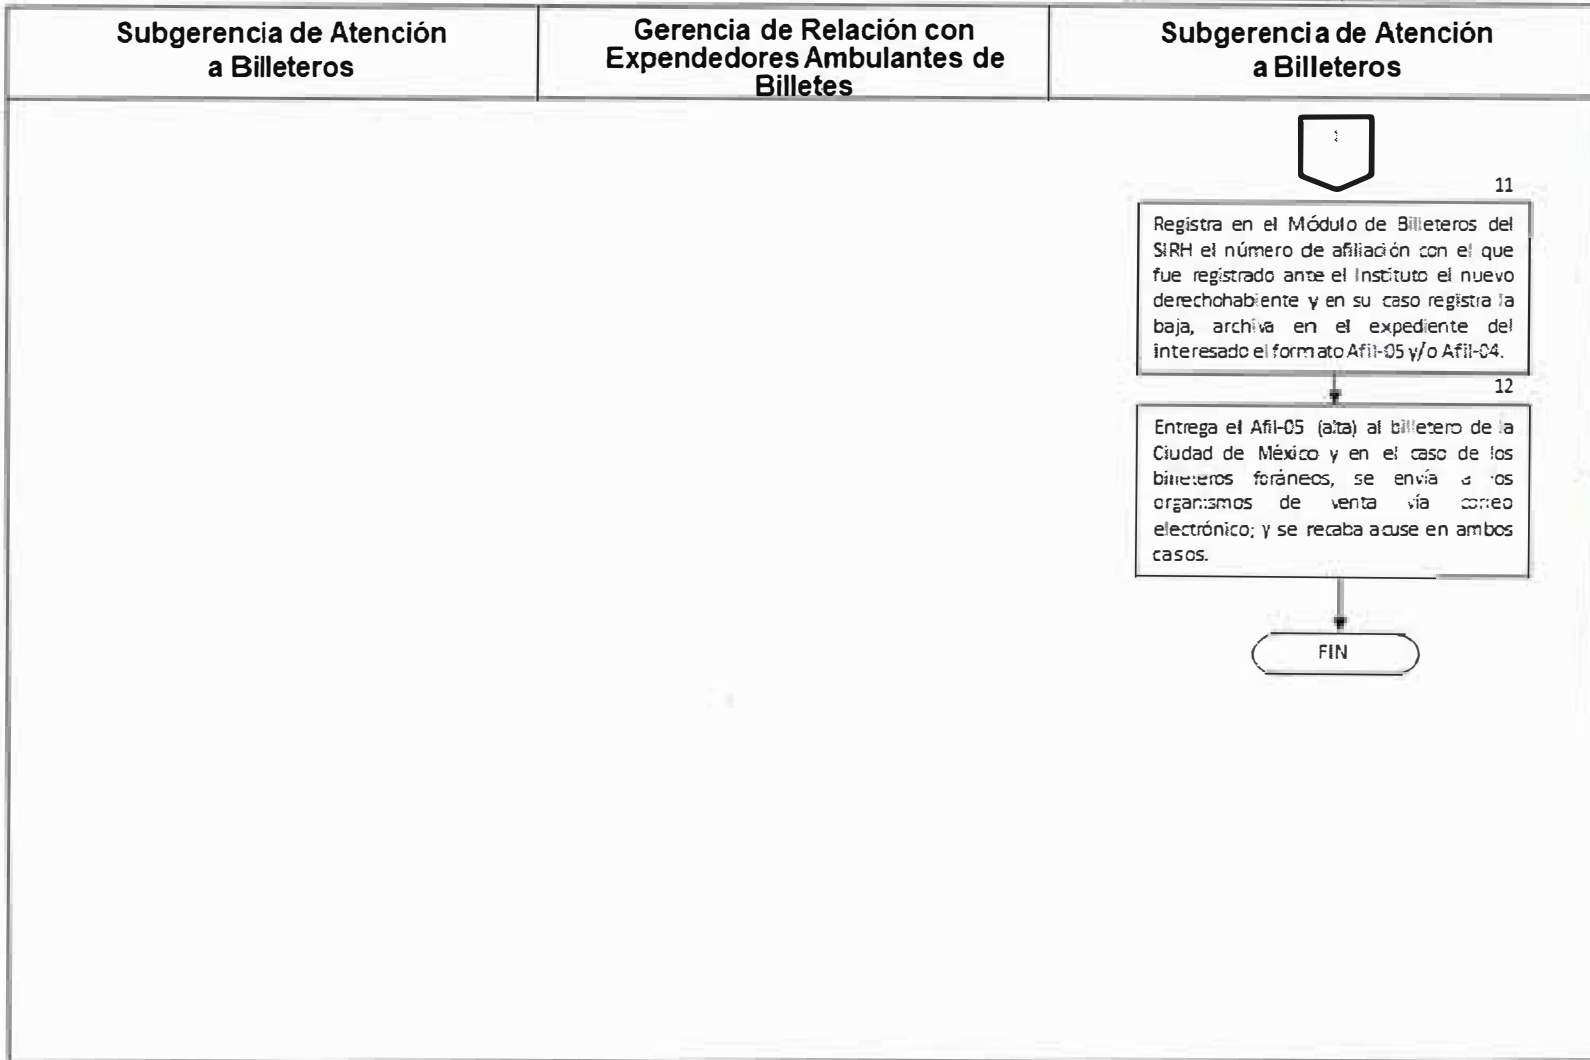 Subgerencia de Atención
a Billeteros
Gerencia de Relación con
Expendedores Ambulantes de
Billetes
Subgerencia de Atención
a Billeteros
11
Registra en el Módulo de Billeteros del
SIRH el número de afiliación con el que
fue registrado ante el Instituto el nuevo
derechohabiente y en su caso registra la
baja, archiva en el expediente del
interesado el formato Afil-05 y/o Afil-04.
12
Entrega el Afil-05 (alta) al billetero de la
Ciudad de México y en el caso de los
billeteros foráneos, se envía a los
organismos de venta vía correo
electrónico; y se recaba acuse en ambos
casos.
FIN